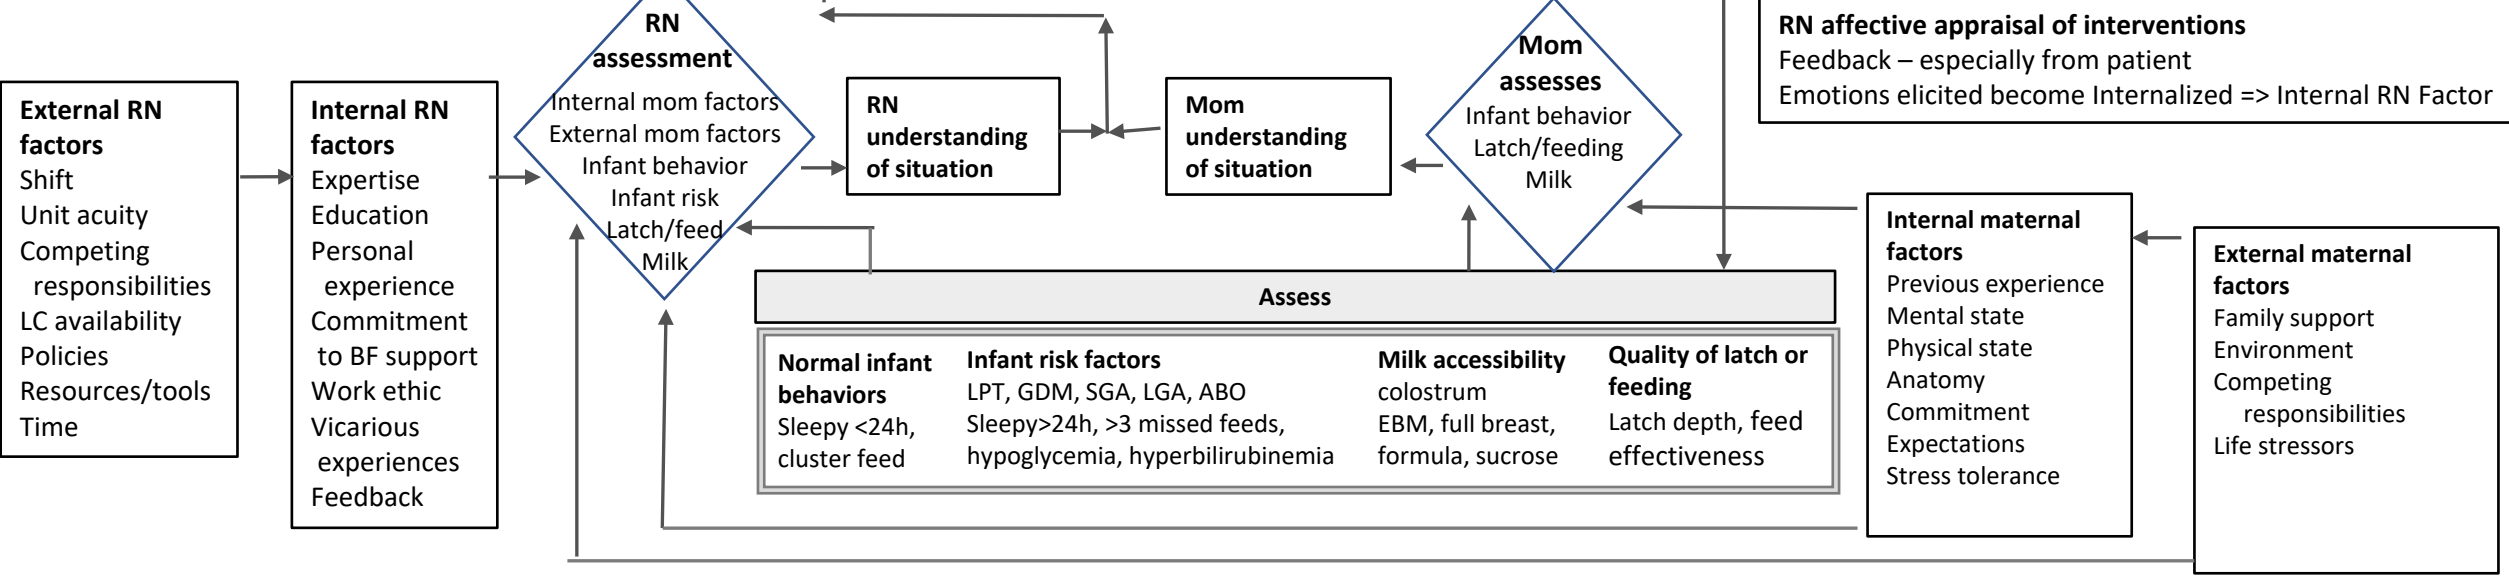 External RN
factors
Shift
Unit acuity
Competing
responsibilities
LC availability
Policies
Resources/tools
Time
Internal RN
factors
Expertise
Education
Personal
experience
Commitment
to BF support
Work ethic
Vicarious
experiences
Feedback
RN
assessment
Internal mom factors
External mom factors
Infant behavior
Infant risk
Latch/feed
Milk
RN
understanding
of situation
Mom
understanding
of situation
Mom
assesses
Infant behavior
Latch/feeding
Milk
RN affective appraisal of interventions
Feedback – especially from patient
Emotions elicited become Internalized => Internal RN Factor
Assess
Normal infant
behaviors
Sleepy <24h,
cluster feed
Infant risk factors
LPT, GDM, SGA, LGA, ABO
Sleepy>24h, >3 missed feeds,
hypoglycemia, hyperbilirubinemia
Milk accessibility
colostrum
EBM, full breast,
formula, sucrose
Quality of latch or
feeding
Latch depth, feed
effectiveness
Internal maternal
factors
Previous experience
Mental state
Physical state
Anatomy
Commitment
Expectations
Stress tolerance
External maternal
factors
Family support
Environment
Competing
responsibilities
Life stressors